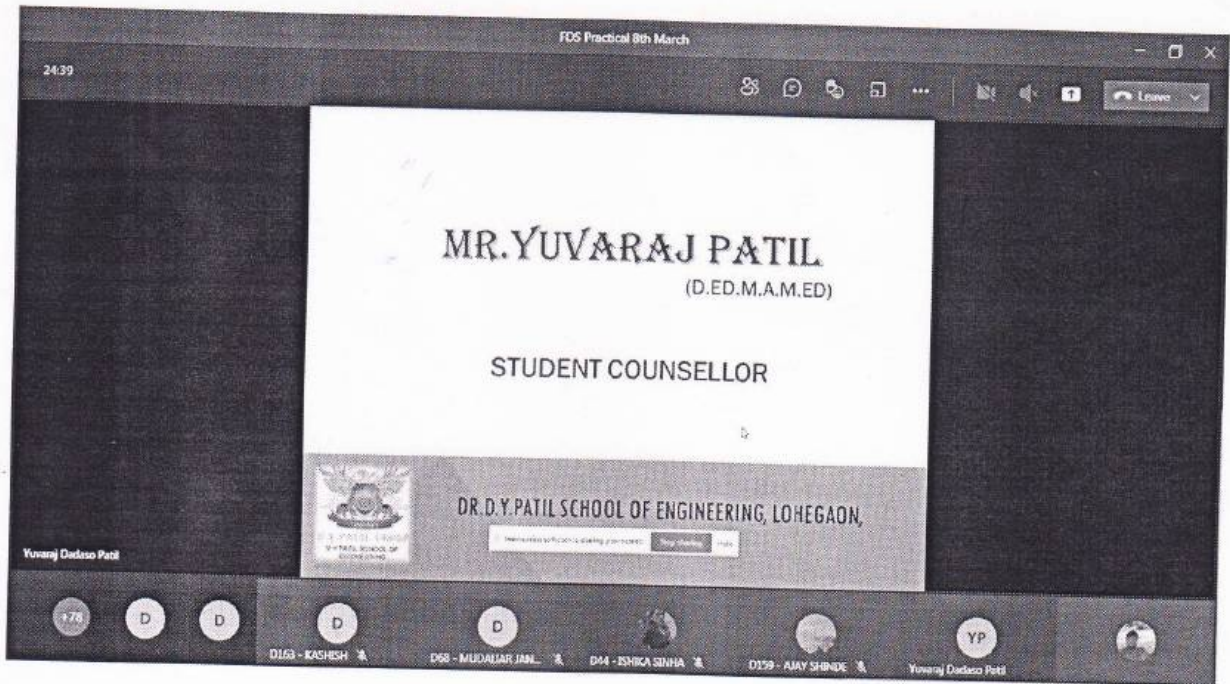 FDS Practical 8th March
24:39
Leave
MR.YUVARAJ PATIL
(D.ED.M.A.M.ED)
STUDENT COUNSELLOR
DR.D.Y.PATIL SCHOOL OF ENGINEERING, LOHEGAON,
Stop sharing
Hide
Yuvaraj Dadaso Patil
+78
D
D
D
D
YP
D163 - KASHISH
D68 - MUDALIAR JAN...
D44 - ISHIKA SINHA
D159 - AJAY SHINDE
Yuvaraj Dadaso Patil